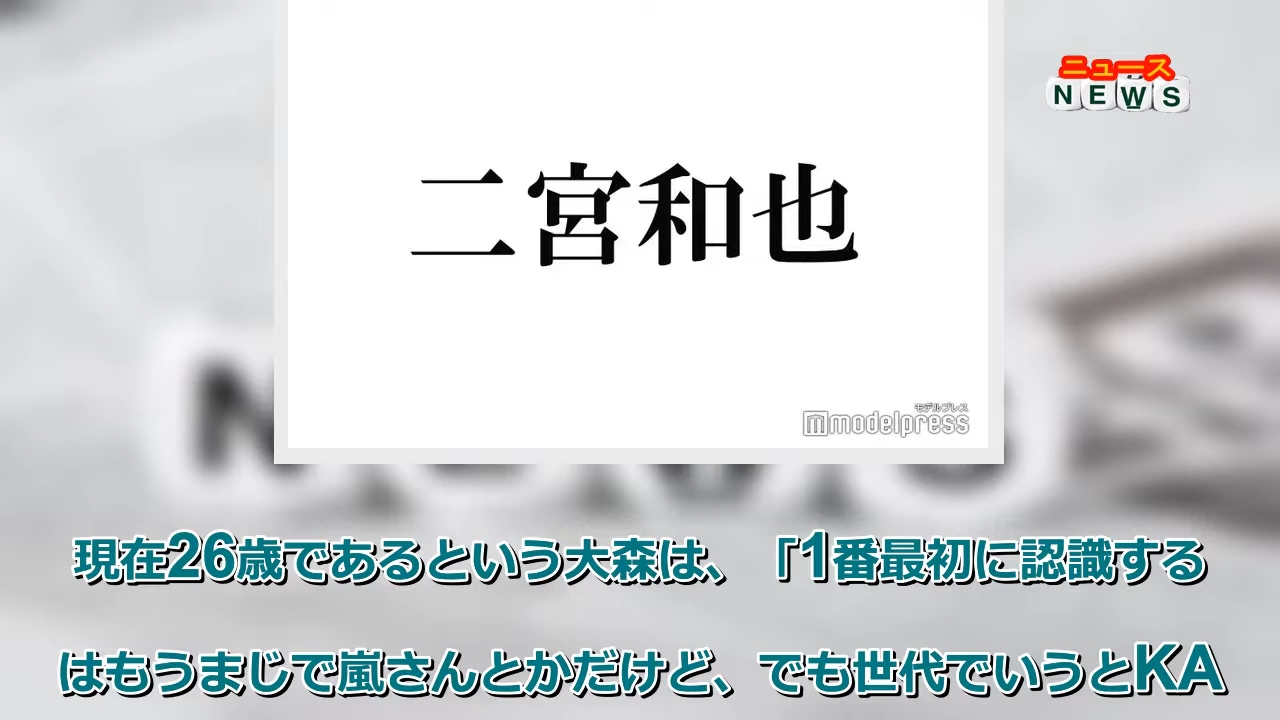 ニュース
NEWS
二宮和也
モデルプレス
modelpress
現在26歳であるという大森は、「1番最初に認識する
はもうまじで嵐さんとかだけど、でも世代でいうとKA